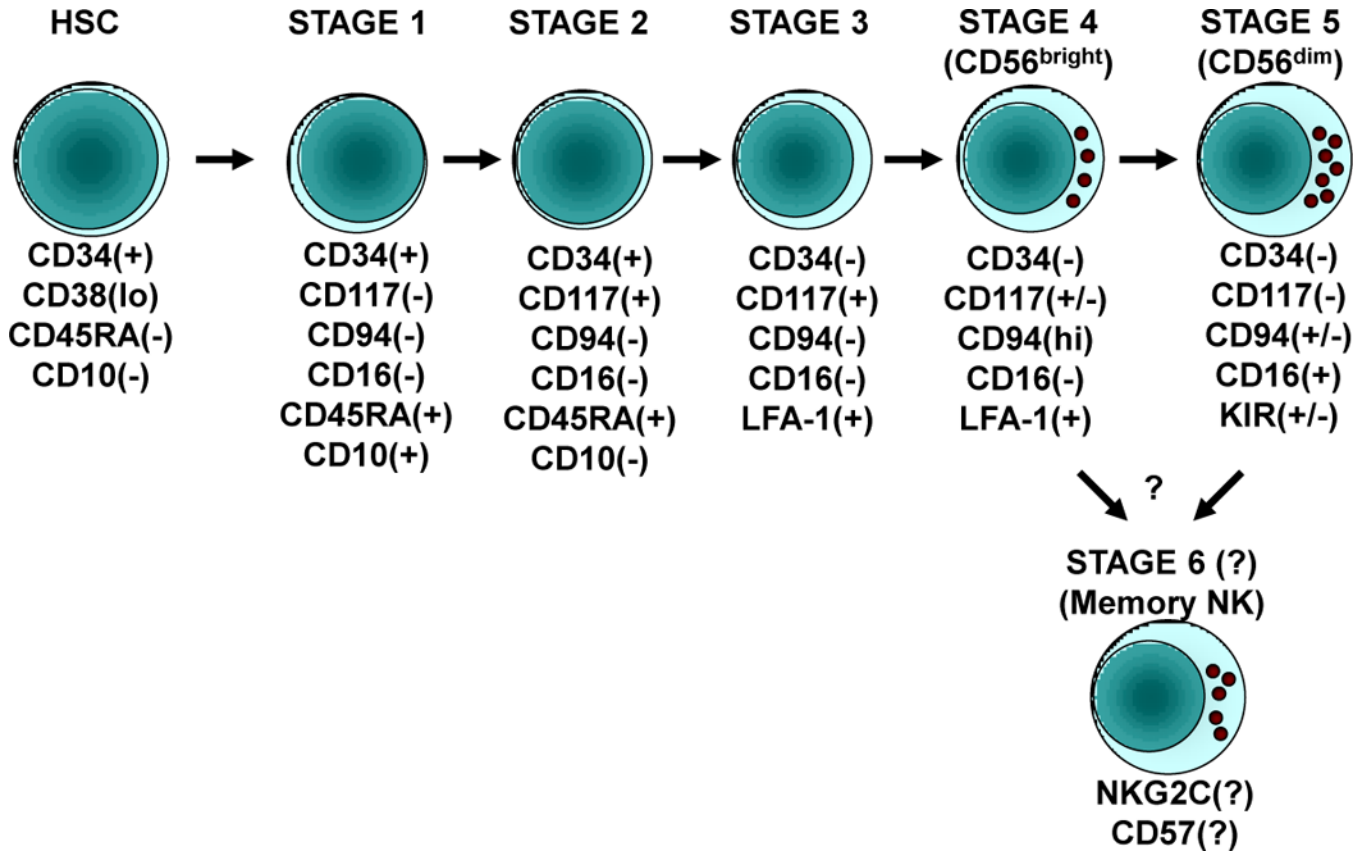 HSC
CD34(+)
CD38(lo)
CD45RA(-)
CD10(-)
STAGE 1
CD34(+)
CD117(-)
CD94(-)
CD16(-)
CD45RA(+)
CD10(+)
STAGE 2
CD34(+)
CD117(+)
CD94(-)
CD16(-)
CD45RA(+)
CD10(-)
STAGE 3
CD34(-)
CD117(+)
CD94(-)
CD16(-)
LFA-1(+)
STAGE 4
(CD56bright)
CD34(-)
CD117(+/-)
CD94(hi)
CD16(-)
LFA-1(+)
STAGE 5
(CD56dim)
CD34(-)
CD117(-)
CD94(+/-)
CD16(+)
KIR(+/-)
?
STAGE 6 (?)
(Memory NK)
NKG2C(?)
CD57(?)